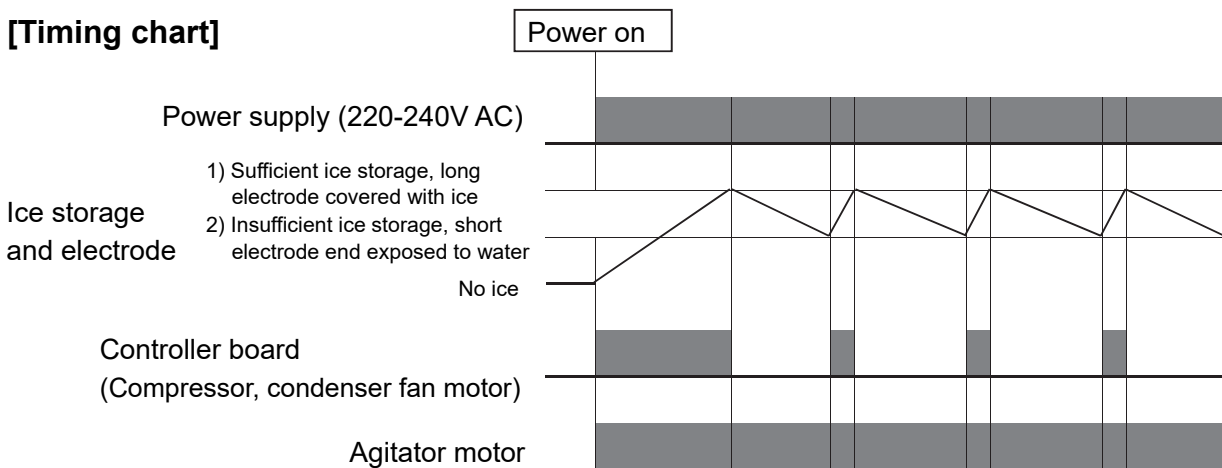 [Timing chart]
Power on
Power supply (220-240V AC)
1) Sufficient ice storage, long
electrode covered with ice
2) Insufficient ice storage, short
electrode end exposed to water
Ice storage
and electrode
No ice
Controller board
(Compressor, condenser fan motor)
Agitator motor